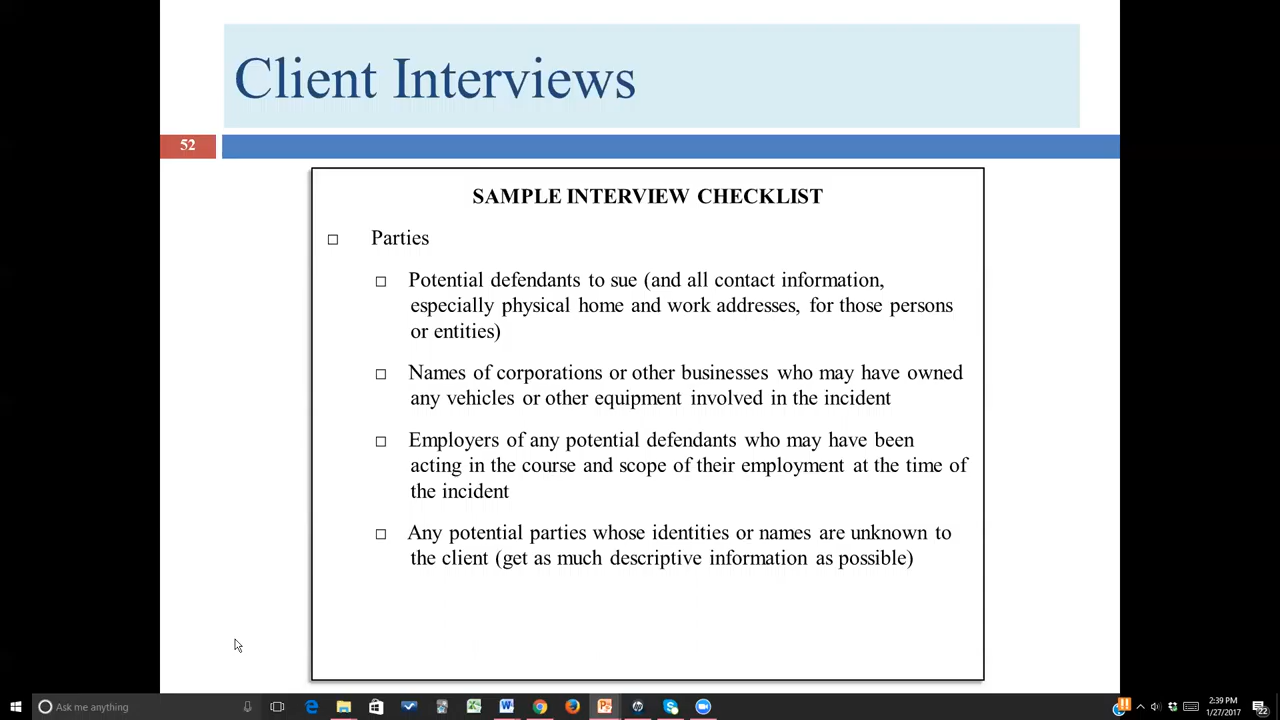 Client Interviews
52
SAMPLE INTERVIEW CHECKLIST
Parties
Potential defendants to sue (and all contact information,
especially physical home and work addresses, for those persons
or entities)
Names of corporations or other businesses who may have owned
any vehicles or other equipment involved in the incident
Employers of any potential defendants who may have been
acting in the course and scope of their employment at the time of
the incident
Any potential parties whose identities or names are unknown to
the client (get as much descriptive information as possible)
Ask me anything
2:39 PM
1/27/2017
22